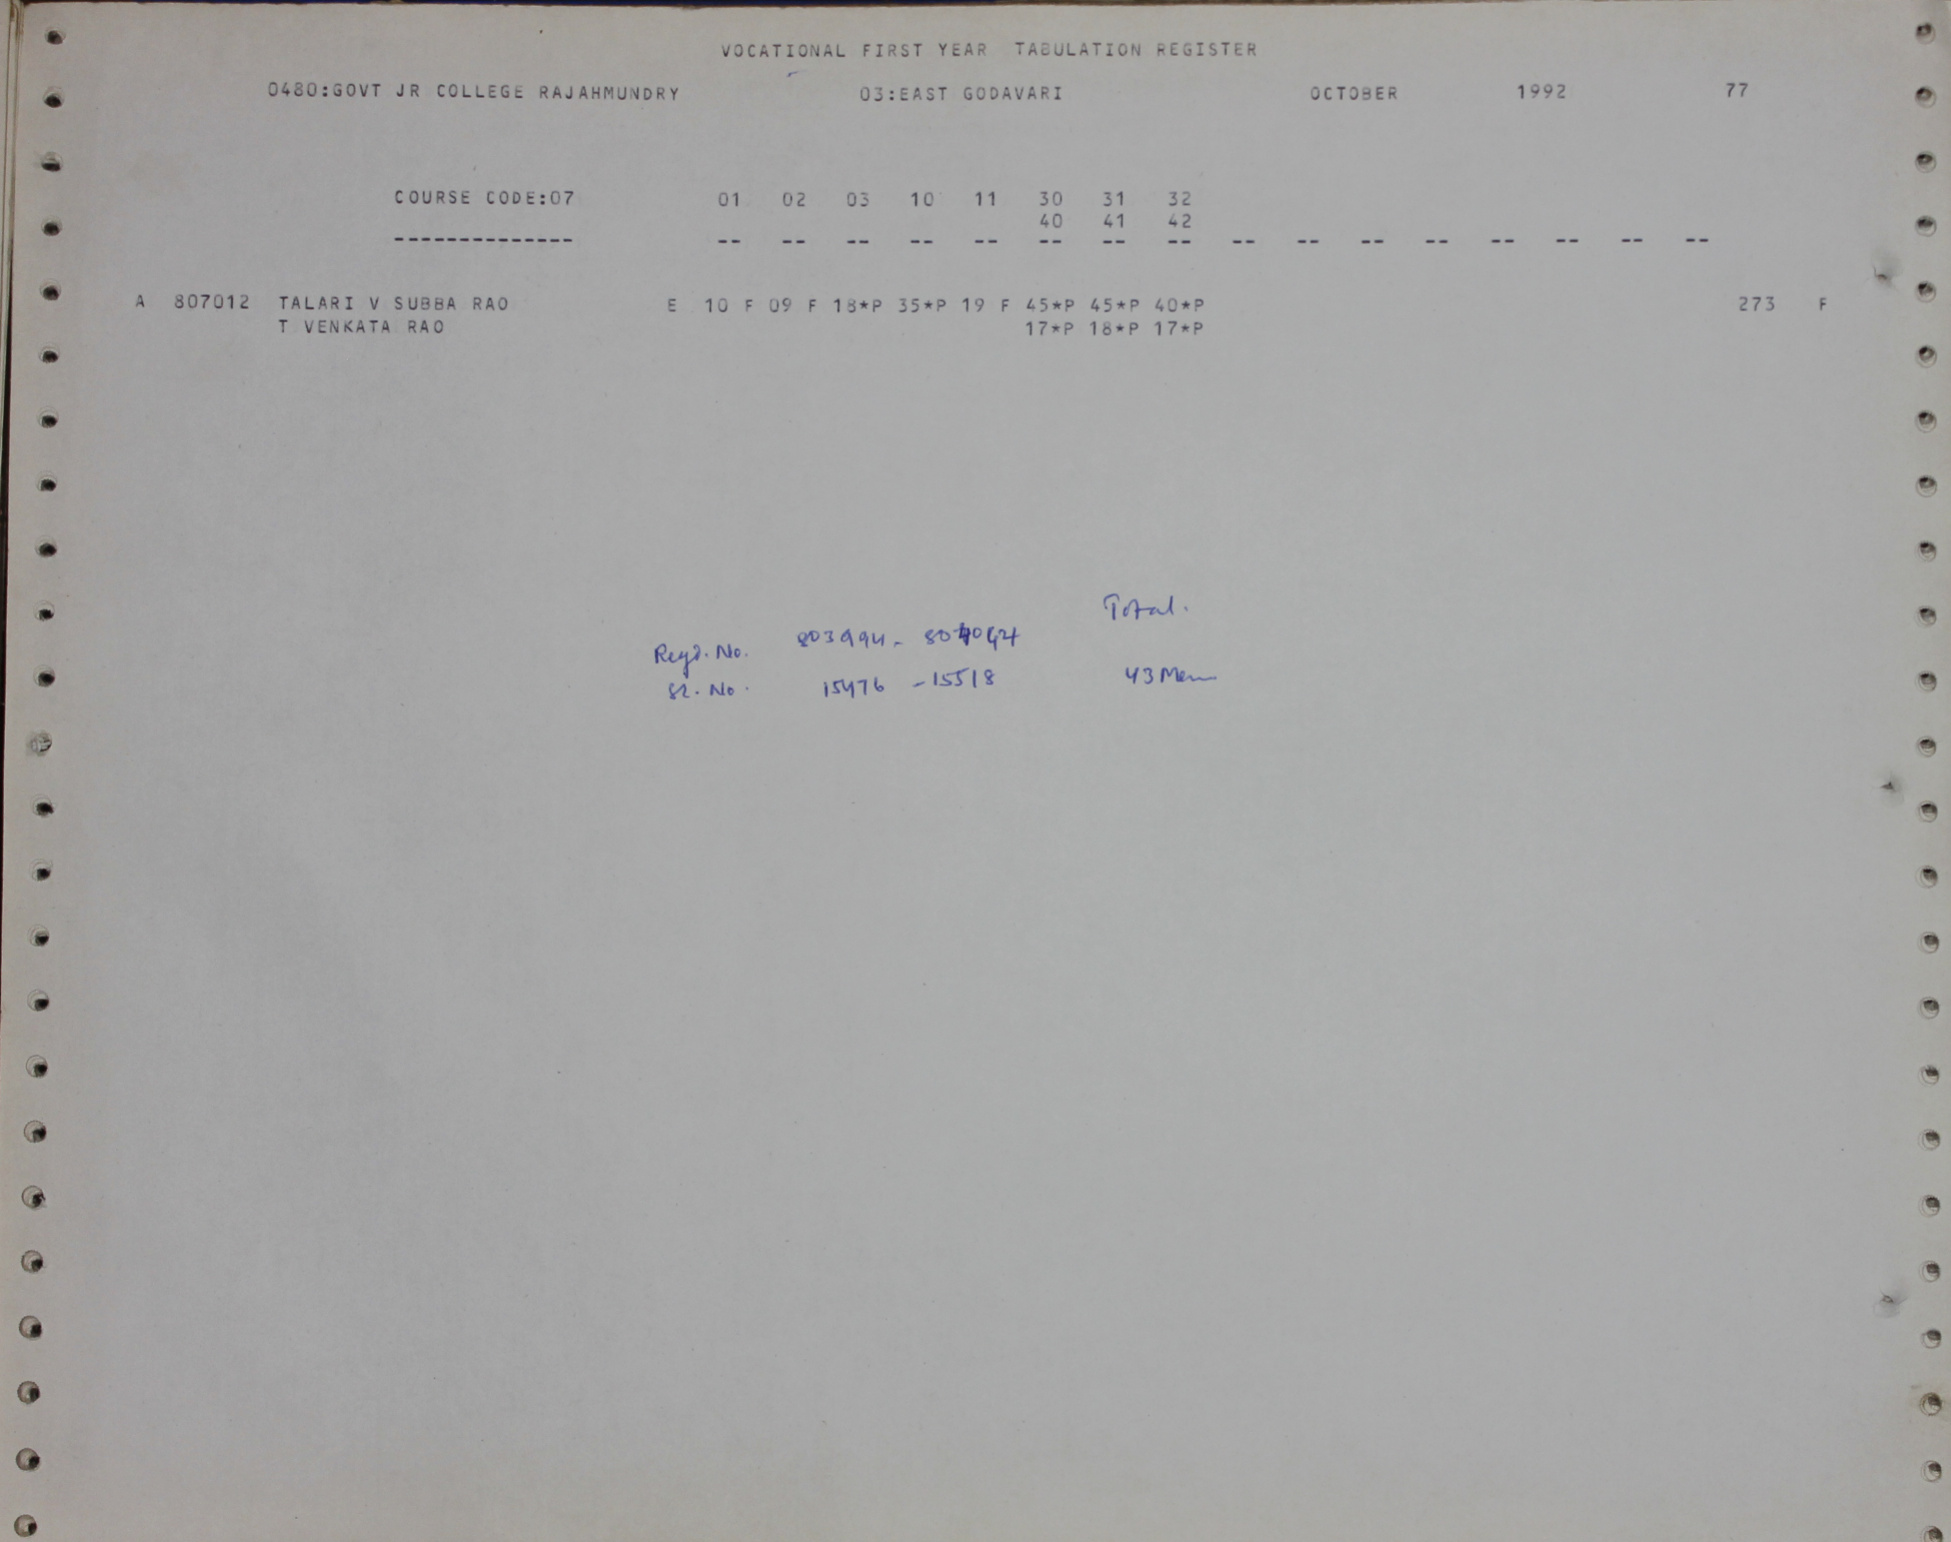 VOCATIONAL FIRST YEAR TABULATION REGISTER
0480:GOVT JR COLLEGE RAJAHMUNDRY 03:EAST GODAVARI OCTOBER 1992 77
COURSE CODE:07 01 02 03 10 11 30 31 32
40 41 42
-------------- -- -- -- -- -- -- -- -- -- -- -- -- -- -- -- --
A 807012 TALARI V SUBBA RAO E 10 F 09 F 18*P 35*P 19 F 45*P 45*P 40*P 273 F
T VENKATA RAO 17*P 18*P 17*P
Total.
Regd. No. 803994 -
Sl. No. 15476 - 15518 43